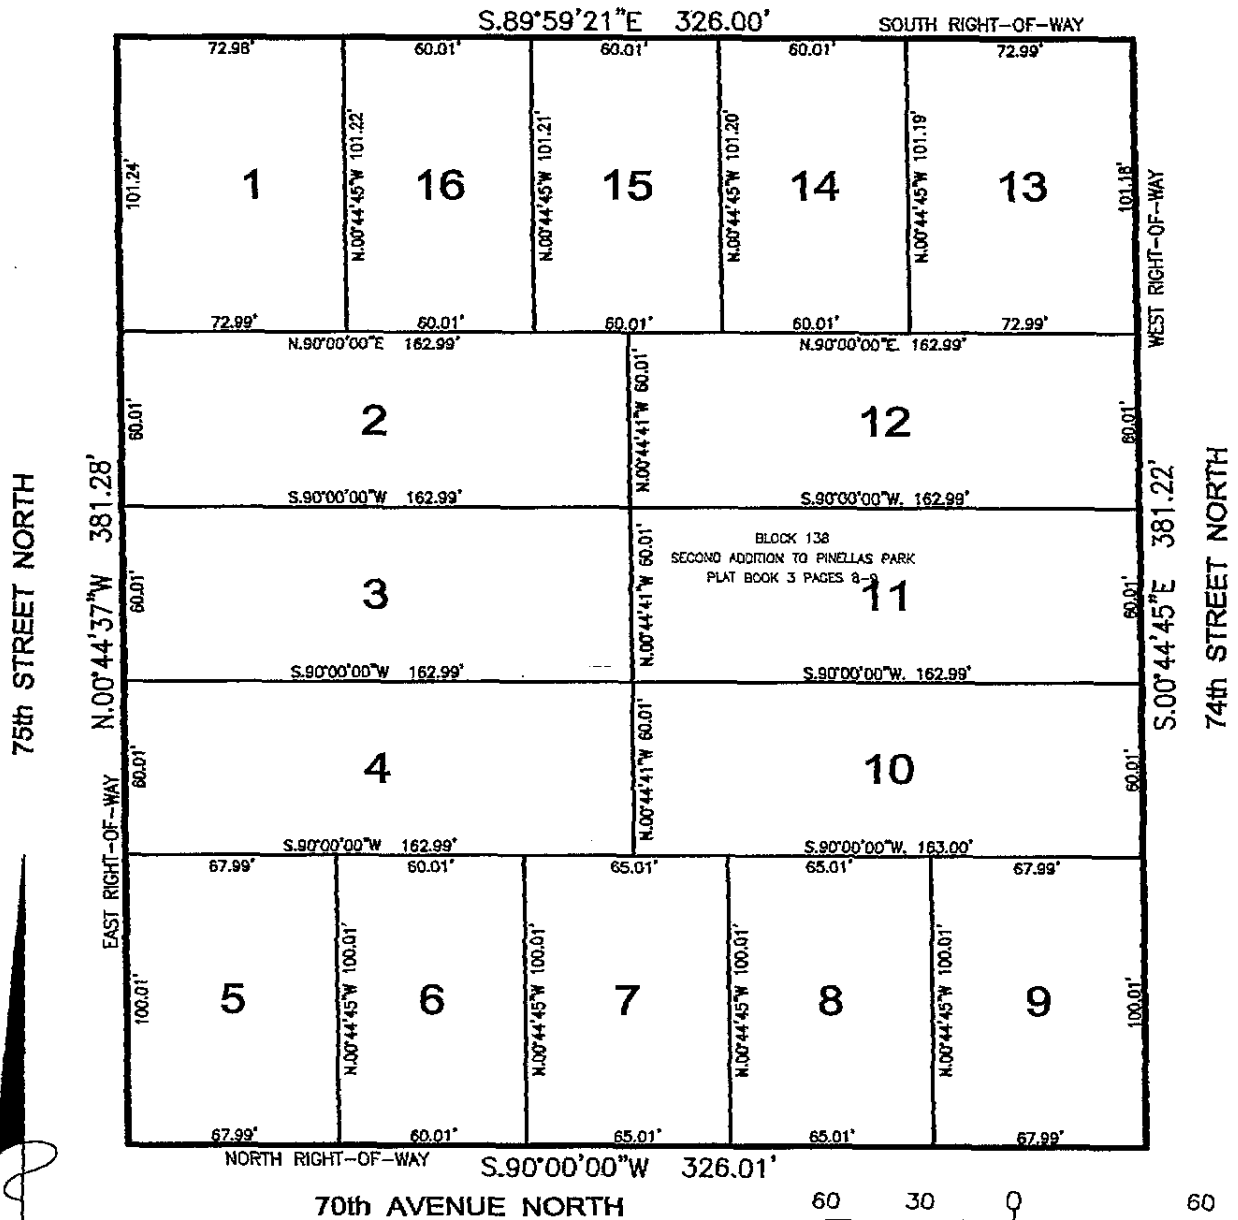 S.89°59'21"E 326.00' SOUTH RIGHT-OF-WAY
72.98' 60.01' 60.01' 60.01' 72.99'
101.24'
1
N.00°44'45"W 101.22'
16
N.00°44'45"W 101.21'
15
N.00°44'45"W 101.20'
14
N.00°44'45"W 101.19'
13
101.18'
WEST RIGHT-OF-WAY
72.99' 60.01' 60.01' 60.01' 72.99'
N.90°00'00"E 162.99' N.90°00'00"E. 162.99'
60.01'
2
N.00°44'41"W 60.01'
12
60.01'
S.90°00'00"W 162.99' S.90°00'00"W. 162.99'
75th STREET NORTH
N.00°44'37"W 381.28'
60.01'
3
N.00°44'41"W 60.01'
BLOCK 138
SECOND ADDITION TO PINELLAS PARK
PLAT BOOK 3 PAGES 8-9
11
60.01'
S.00°44'45"E 381.22'
74th STREET NORTH
S.90°00'00"W 162.99' S.90°00'00"W. 162.99'
60.01'
4
N.00°44'41"W 60.01'
10
60.01'
EAST RIGHT-OF-WAY
S.90°00'00"W 162.99' S.90°00'00"W. 163.00'
67.99' 60.01' 65.01' 65.01' 67.99'
100.01'
5
N.00°44'45"W 100.01'
6
N.00°44'45"W 100.01'
7
N.00°44'45"W 100.01'
8
N.00°44'45"W 100.01'
9
100.01'
67.99' 60.01' 65.01' 65.01' 67.99'
NORTH RIGHT-OF-WAY S.90°00'00"W 326.01'
70th AVENUE NORTH 60 30 0 60